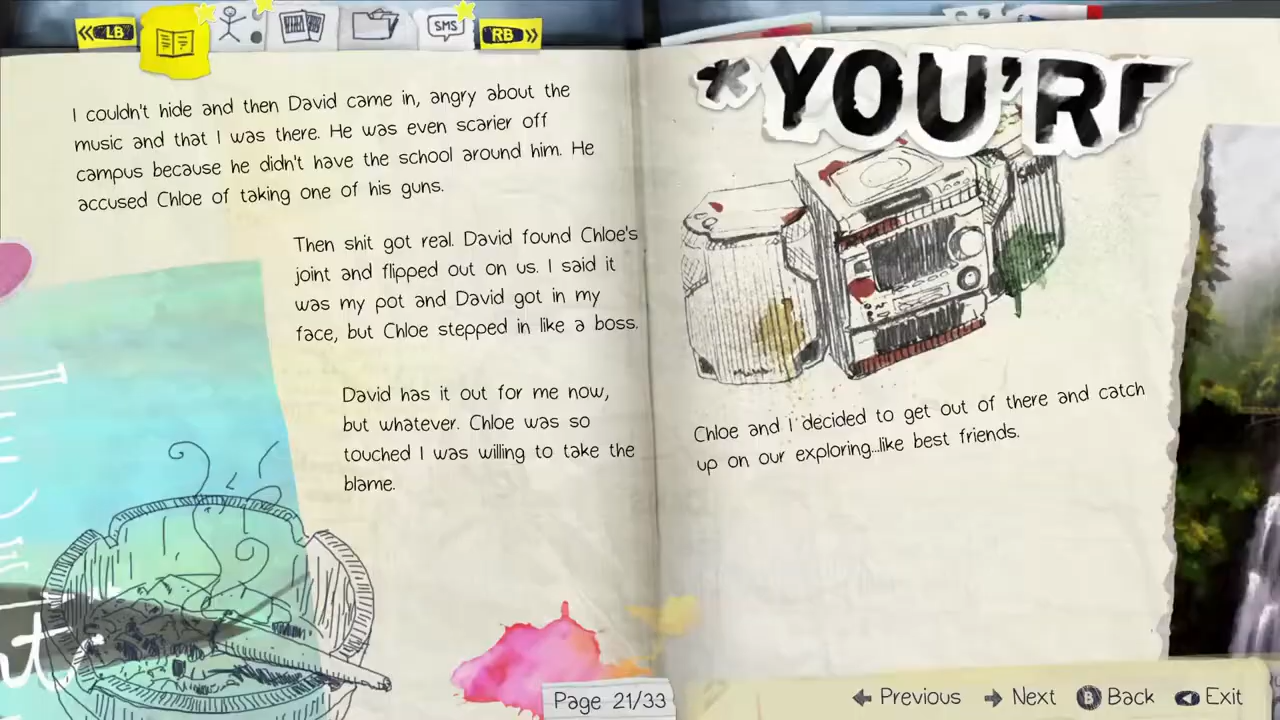 LB
SMS
RB
I couldn't hide and then David came in, angry about the
music and that I was there. He was even scarier off
campus because he didn't have the school around him. He
accused Chloe of taking one of his guns.
Then shit got real. David found Chloe's
joint and flipped out on us. I said it
was my pot and David got in my
face, but Chloe stepped in like a boss.
David has it out for me now,
but whatever. Chloe was so
touched I was willing to take the
blame.
*YOU'RE
Chloe and I decided to get out of there and catch
up on our exploring...like best friends.
Page 21/33
Previous
Next
B Back
Exit